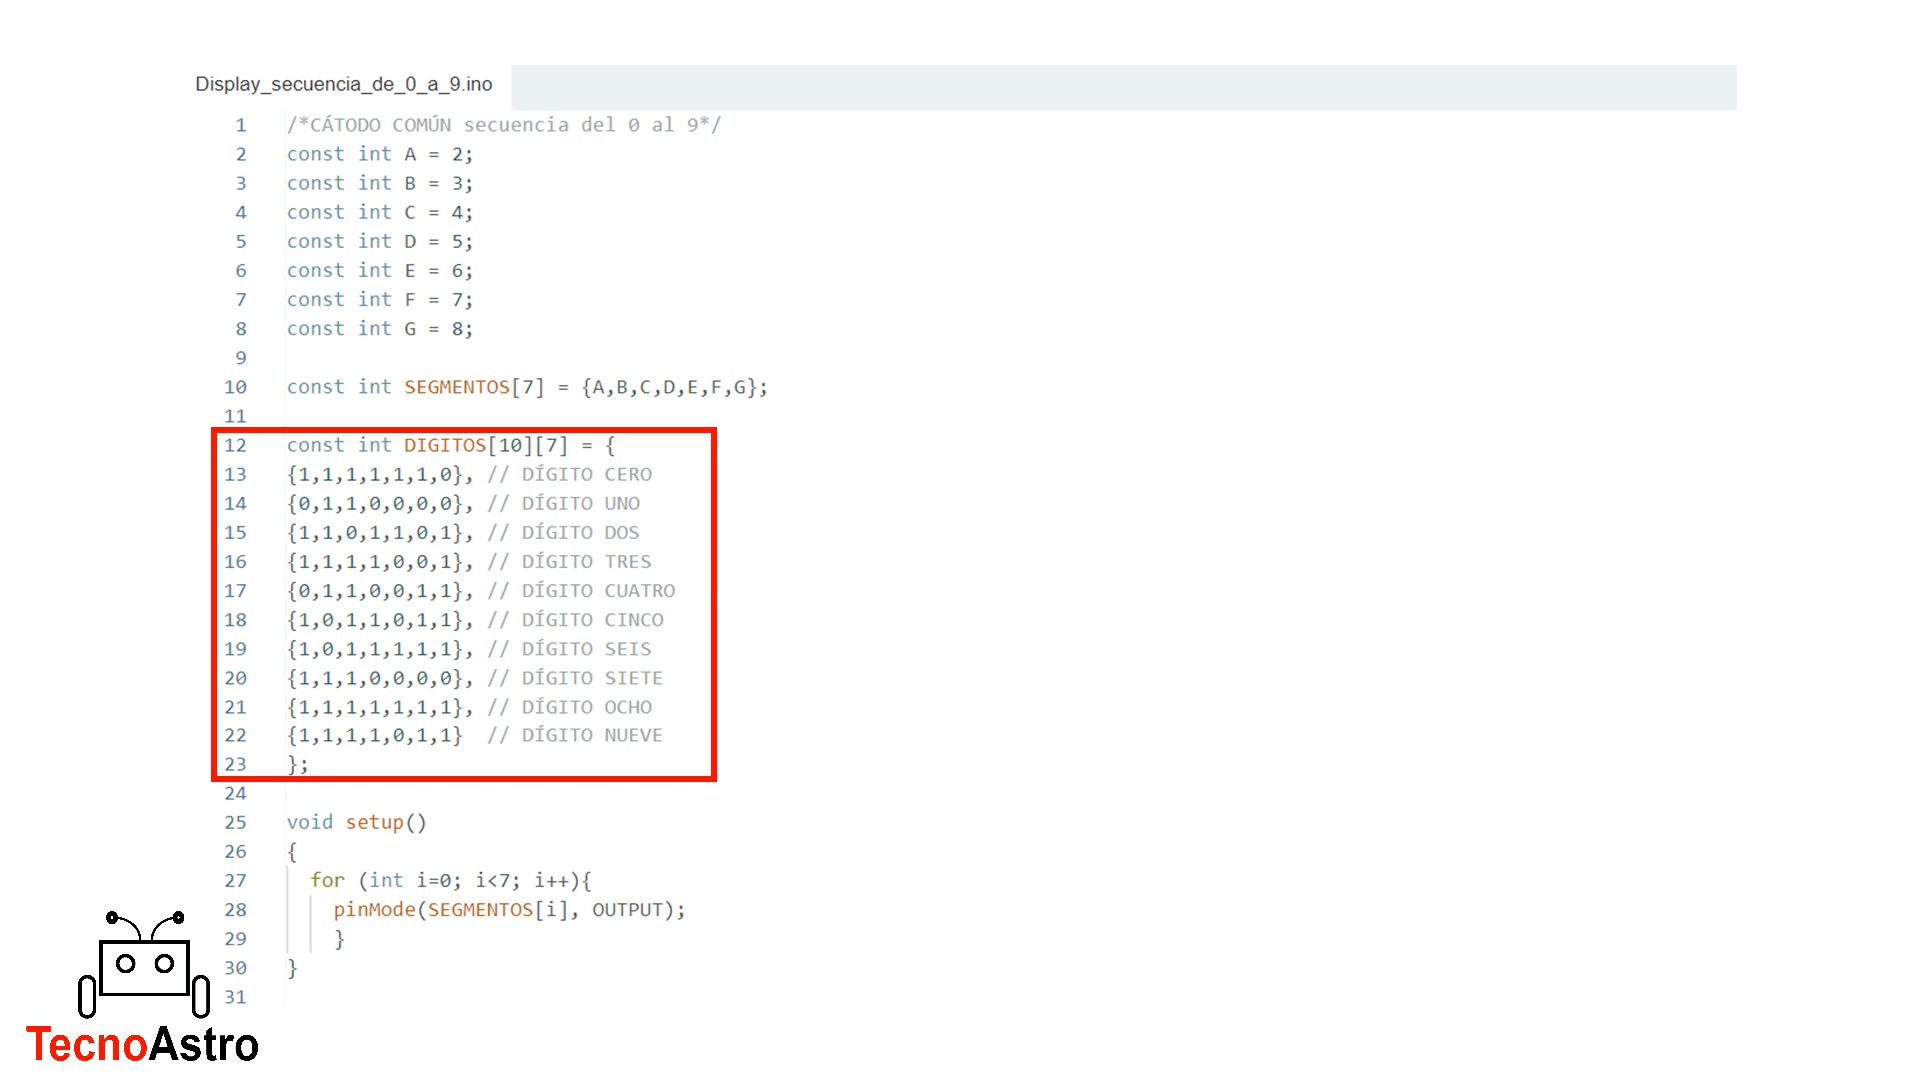 Display_secuencia_de_0_a_9.ino
1 /*CÁTODO COMÚN secuencia del 0 al 9*/
2 const int A = 2;
3 const int B = 3;
4 const int C = 4;
5 const int D = 5;
6 const int E = 6;
7 const int F = 7;
8 const int G = 8;
9
10 const int SEGMENTOS[7] = {A,B,C,D,E,F,G};
11
12 const int DIGITOS[10][7] = {
13 {1,1,1,1,1,1,0}, // DÍGITO CERO
14 {0,1,1,0,0,0,0}, // DÍGITO UNO
15 {1,1,0,1,1,0,1}, // DÍGITO DOS
16 {1,1,1,1,0,0,1}, // DÍGITO TRES
17 {0,1,1,0,0,1,1}, // DÍGITO CUATRO
18 {1,0,1,1,0,1,1}, // DÍGITO CINCO
19 {1,0,1,1,1,1,1}, // DÍGITO SEIS
20 {1,1,1,0,0,0,0}, // DÍGITO SIETE
21 {1,1,1,1,1,1,1}, // DÍGITO OCHO
22 {1,1,1,1,0,1,1}  // DÍGITO NUEVE
23 };
24
25 void setup()
26 {
27   for (int i=0; i<7; i++){
28     pinMode(SEGMENTOS[i], OUTPUT);
29     }
30 }
31
TecnoAstro